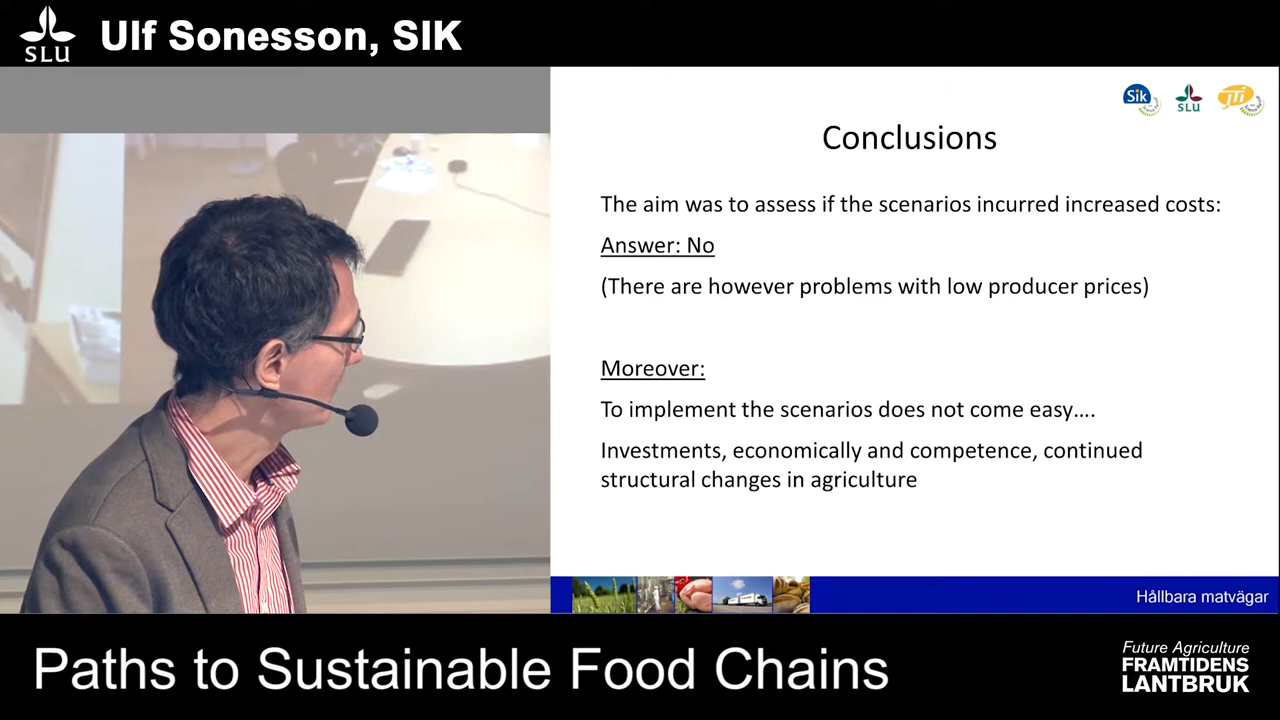 SLU
Ulf Sonesson, SIK
Sik
SLU
jti
Conclusions
The aim was to assess if the scenarios incurred increased costs:
Answer: No
(There are however problems with low producer prices)
Moreover:
To implement the scenarios does not come easy....
Investments, economically and competence, continued
structural changes in agriculture
Hållbara matvägar
Paths to Sustainable Food Chains
Future Agriculture
FRAMTIDENS
LANTBRUK